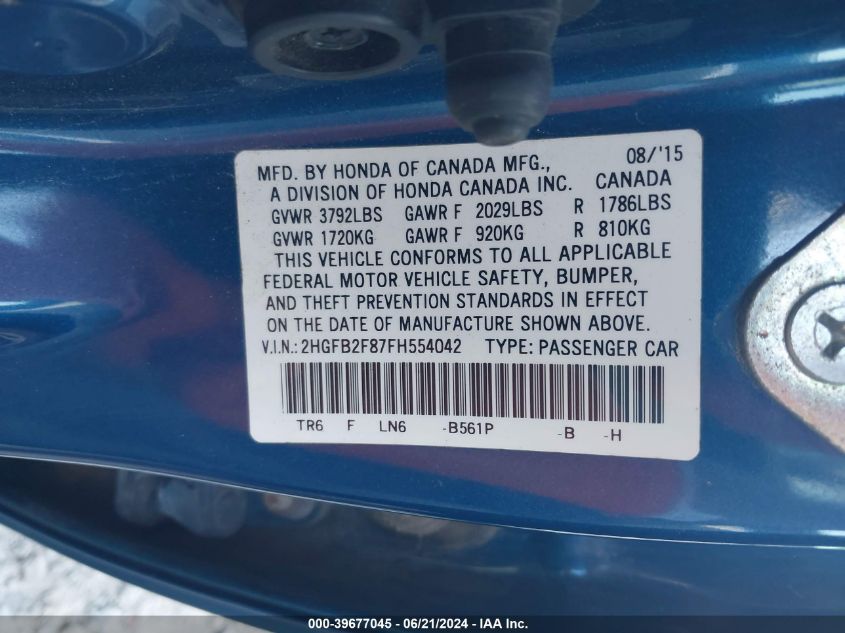 MFD. BY HONDA OF CANADA MFG., 08/'15
A DIVISION OF HONDA CANADA INC. CANADA
GVWR 3792LBS GAWR F 2029LBS R 1786LBS
GVWR 1720KG GAWR F 920KG R 810KG
THIS VEHICLE CONFORMS TO ALL APPLICABLE
FEDERAL MOTOR VEHICLE SAFETY, BUMPER,
AND THEFT PREVENTION STANDARDS IN EFFECT
ON THE DATE OF MANUFACTURE SHOWN ABOVE.
V.I.N.: 2HGFB2F87FH554042 TYPE: PASSENGER CAR
TR6 F LN6 -B561P -B -H
000-39677045 - 06/21/2024 - 02279 - IAA Inc.